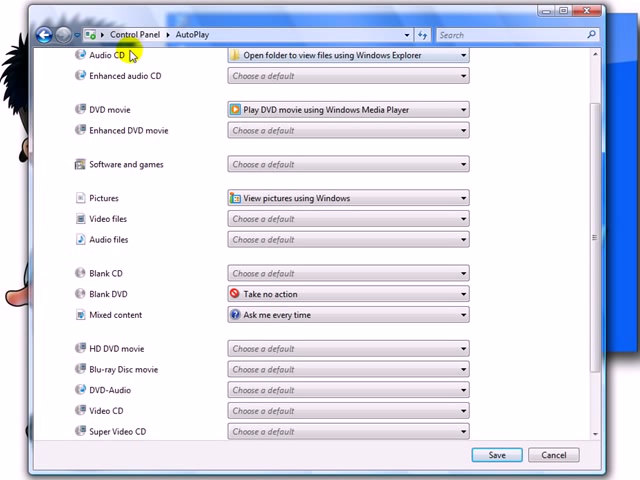 Control Panel ▸ AutoPlay
Search
Audio CD Open folder to view files using Windows Explorer
Enhanced audio CD Choose a default
DVD movie Play DVD movie using Windows Media Player
Enhanced DVD movie Choose a default
Software and games Choose a default
Pictures View pictures using Windows
Video files Choose a default
Audio files Choose a default
Blank CD Choose a default
Blank DVD Take no action
Mixed content Ask me every time
HD DVD movie Choose a default
Blu-ray Disc movie Choose a default
DVD-Audio Choose a default
Video CD Choose a default
Super Video CD Choose a default
Save Cancel